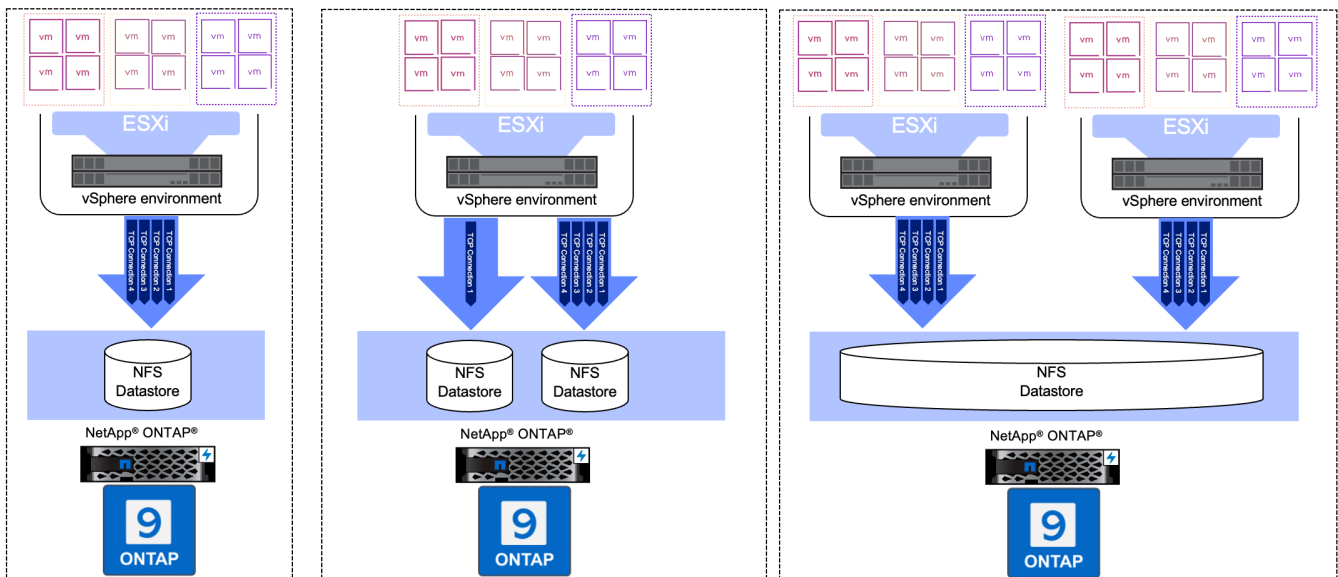 vm vm vm vm vm vm
vm vm vm vm vm vm
ESXi
vSphere environment
TCP Connection 4
TCP Connection 3
TCP Connection 2
TCP Connection 1
NFS
Datastore
NetApp® ONTAP®
9
ONTAP
vm vm vm vm vm vm
vm vm vm vm vm vm
ESXi
vSphere environment
TCP Connection 1
TCP Connection 4
TCP Connection 3
TCP Connection 2
TCP Connection 1
NFS
Datastore
NFS
Datastore
NetApp® ONTAP®
9
ONTAP
vm vm vm vm vm vm
vm vm vm vm vm vm
ESXi
vSphere environment
TCP Connection 4
TCP Connection 3
TCP Connection 2
TCP Connection 1
vm vm vm vm vm vm
vm vm vm vm vm vm
ESXi
vSphere environment
TCP Connection 4
TCP Connection 3
TCP Connection 2
TCP Connection 1
NFS
Datastore
NetApp® ONTAP®
9
ONTAP